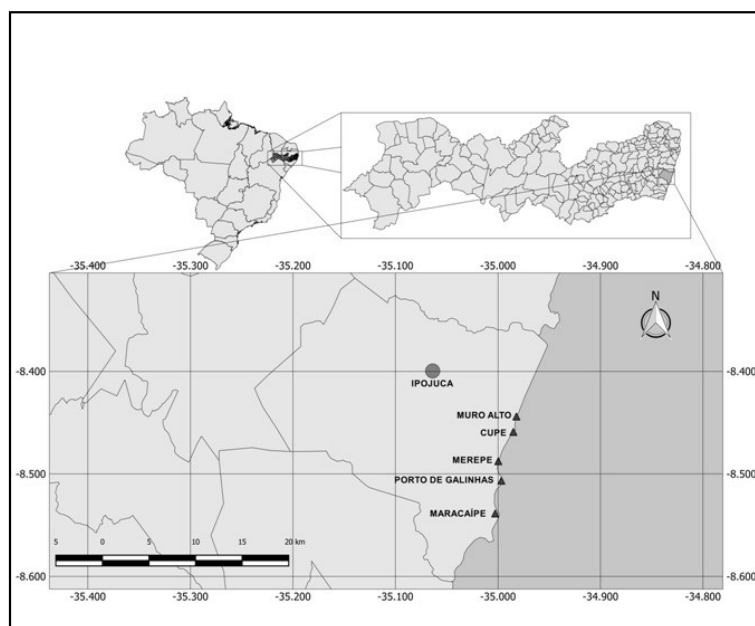 -35.400 -35.300 -35.200 -35.100 -35.000 -34.900 -34.800
N
-8.400 -8.400
IPOJUCA
MURO ALTO
CUPE
MEREPE
-8.500 -8.500
PORTO DE GALINHAS
MARACAÍPE
5 0 5 10 15 20 km
-8.600 -8.600
-35.400 -35.300 -35.200 -35.100 -35.000 -34.900 -34.800